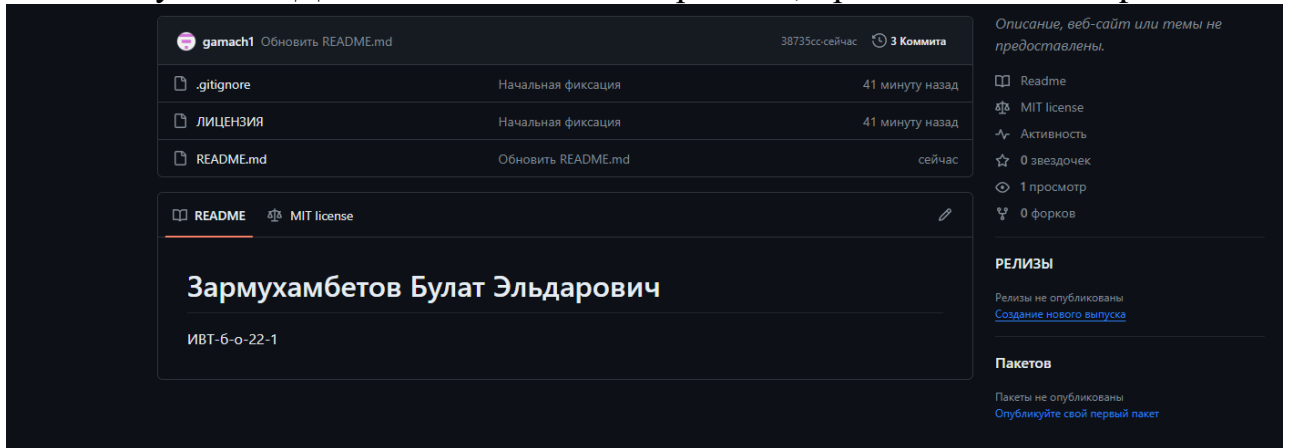 gamach1 Обновить README.md 38735cc·сейчас 3 Коммита
.gitignore Начальная фиксация 41 минуту назад
ЛИЦЕНЗИЯ Начальная фиксация 41 минуту назад
README.md Обновить README.md сейчас
README MIT license
Зармухамбетов Булат Эльдарович
ИВТ-б-о-22-1
Описание, веб-сайт или темы не
предоставлены.
Readme
MIT license
Активность
0 звездочек
1 просмотр
0 форков
РЕЛИЗЫ
Релизы не опубликованы
Создание нового выпуска
Пакетов
Пакеты не опубликованы
Опубликуйте свой первый пакет